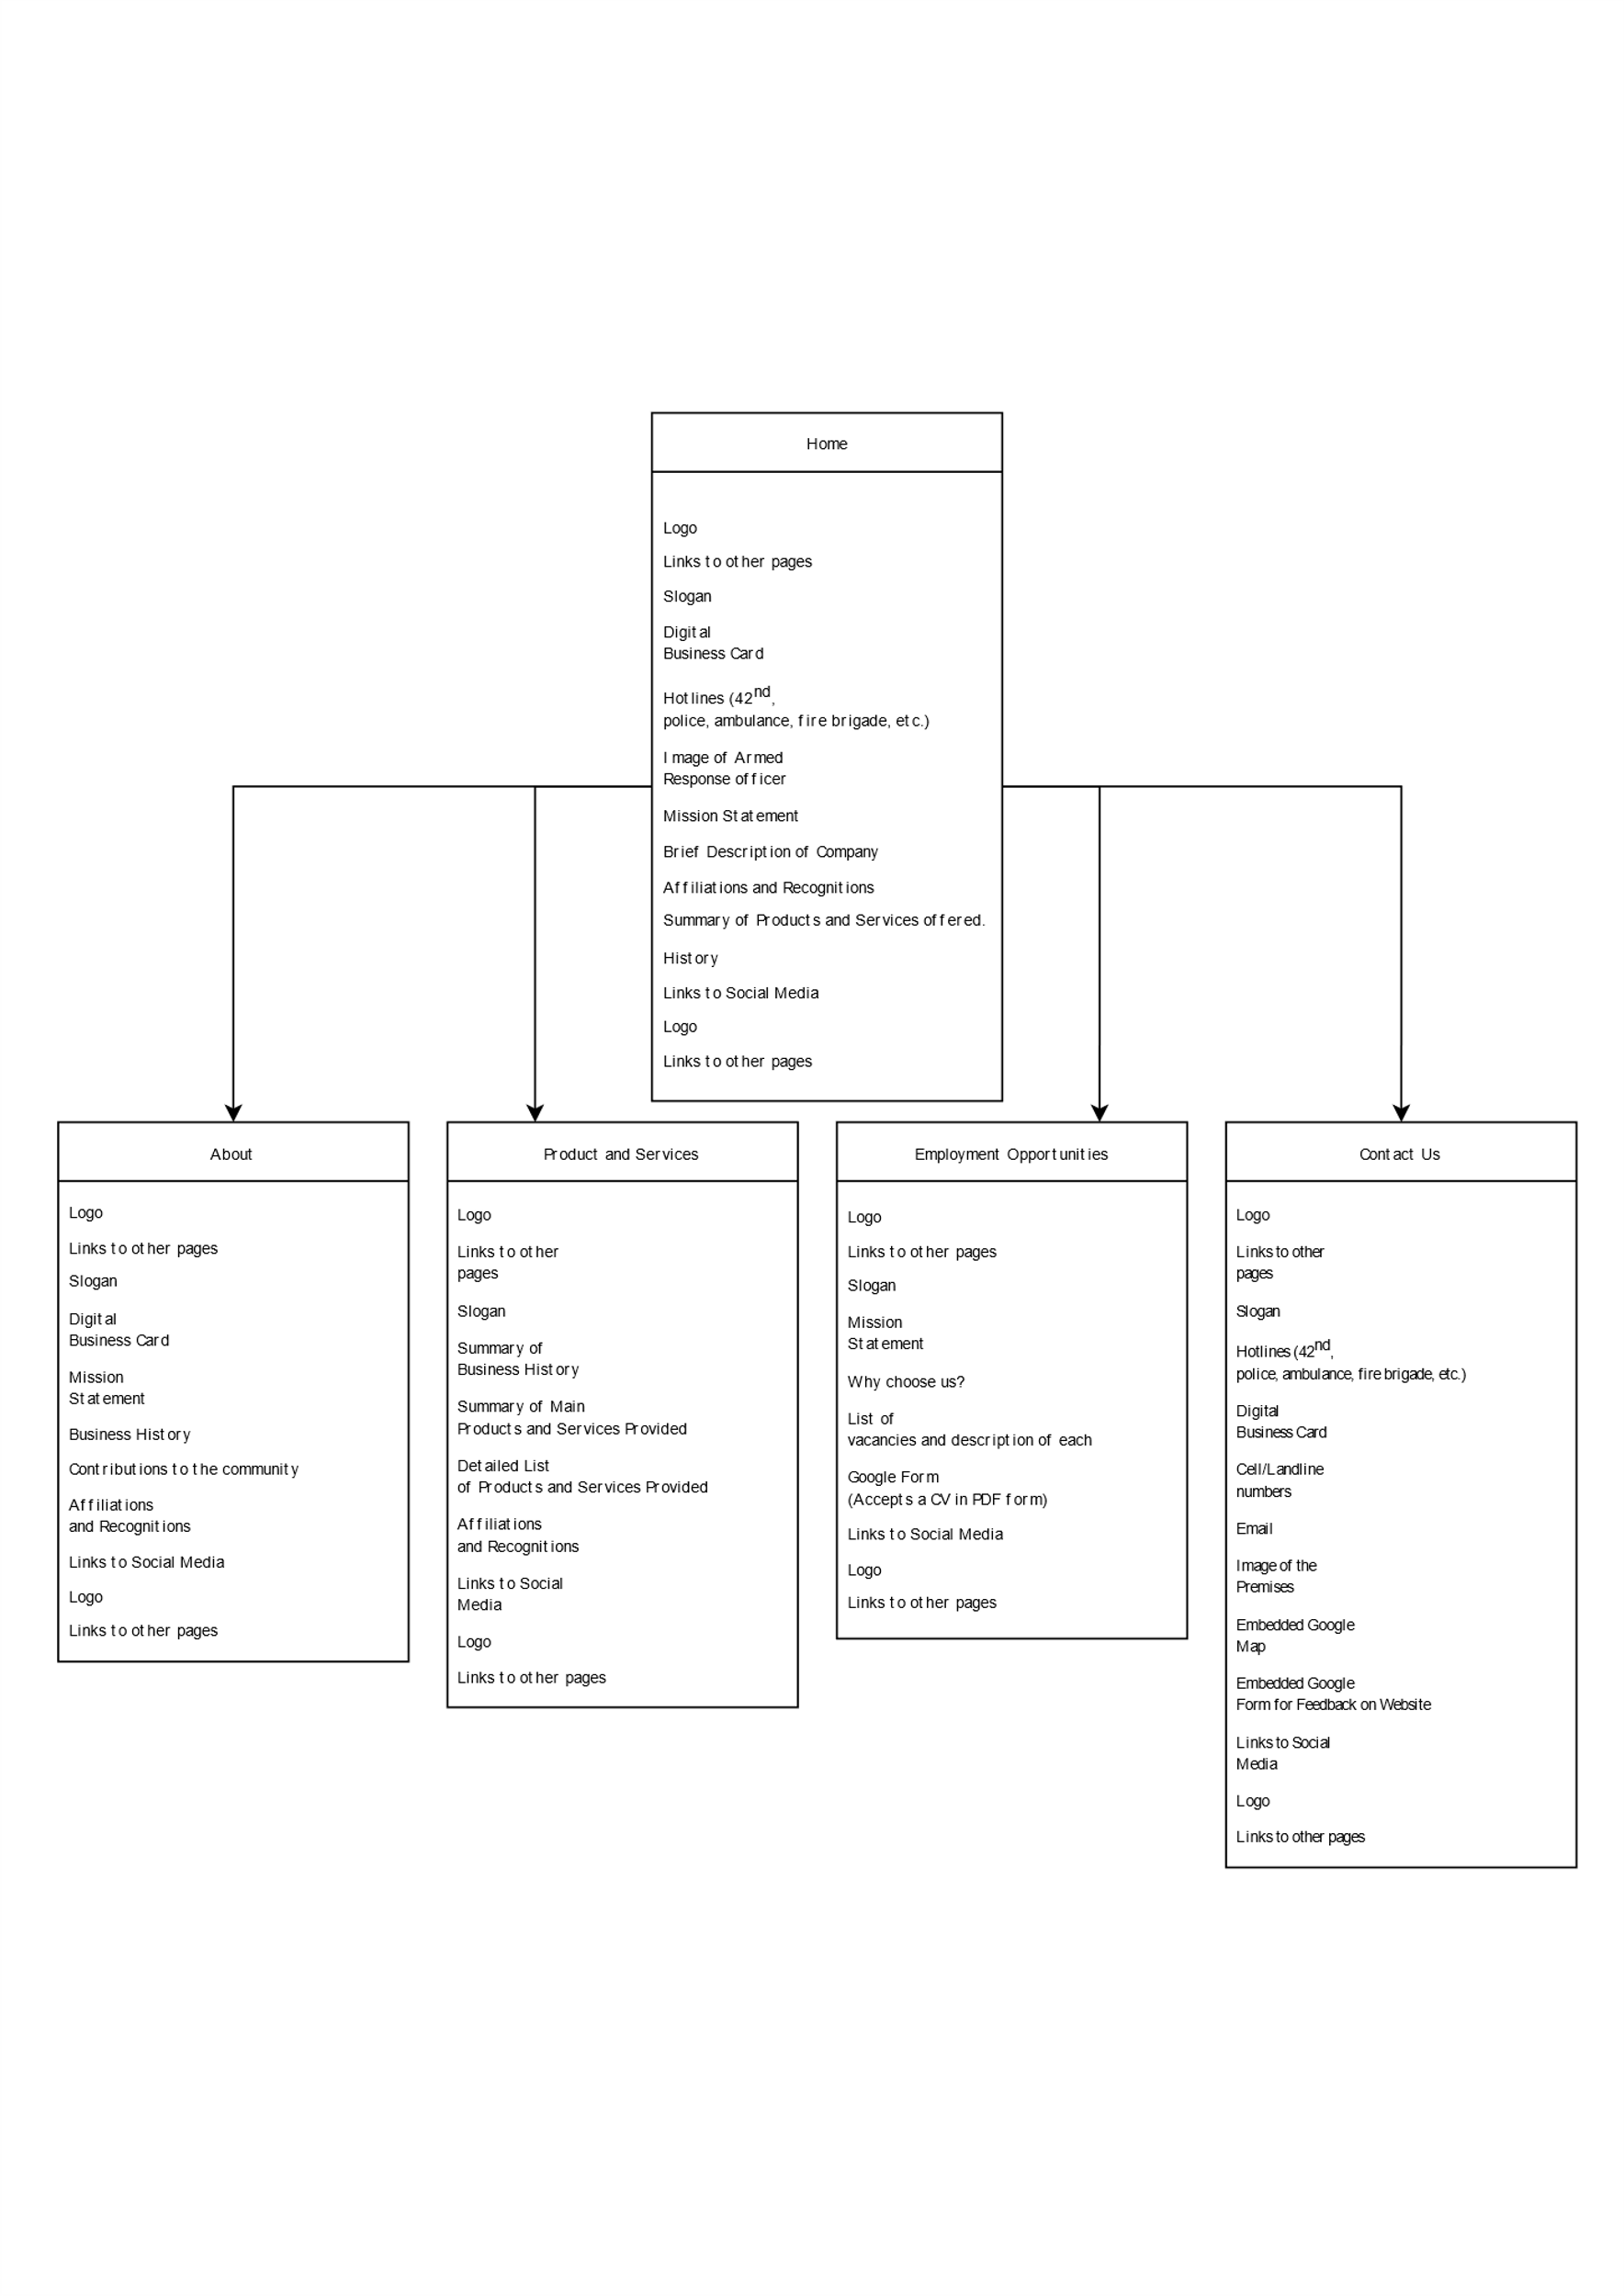 Home
Logo
Links to other pages
Slogan
Digital
Business Card
Hotlines (42nd,
police, ambulance, fire brigade, etc.)
Image of Armed
Response officer
Mission Statement
Brief Description of Company
Affiliations and Recognitions
Summary of Products and Services offered.
History
Links to Social Media
Logo
Links to other pages
About
Logo
Links to other pages
Slogan
Digital
Business Card
Mission
Statement
Business History
Contributions to the community
Affiliations
and Recognitions
Links to Social Media
Logo
Links to other pages
Product and Services
Logo
Links to other
pages
Slogan
Summary of
Business History
Summary of Main
Products and Services Provided
Detailed List
of Products and Services Provided
Affiliations
and Recognitions
Links to Social
Media
Logo
Links to other pages
Employment Opportunities
Logo
Links to other pages
Slogan
Mission
Statement
Why choose us?
List of
vacancies and description of each
Google Form
(Accepts a CV in PDF form)
Links to Social Media
Logo
Links to other pages
Contact Us
Logo
Links to other
pages
Slogan
Hotlines (42nd,
police, ambulance, fire brigade, etc.)
Digital
Business Card
Cell/Landline
numbers
Email
Image of the
Premises
Embedded Google
Map
Embedded Google
Form for Feedback on Website
Links to Social
Media
Logo
Links to other pages